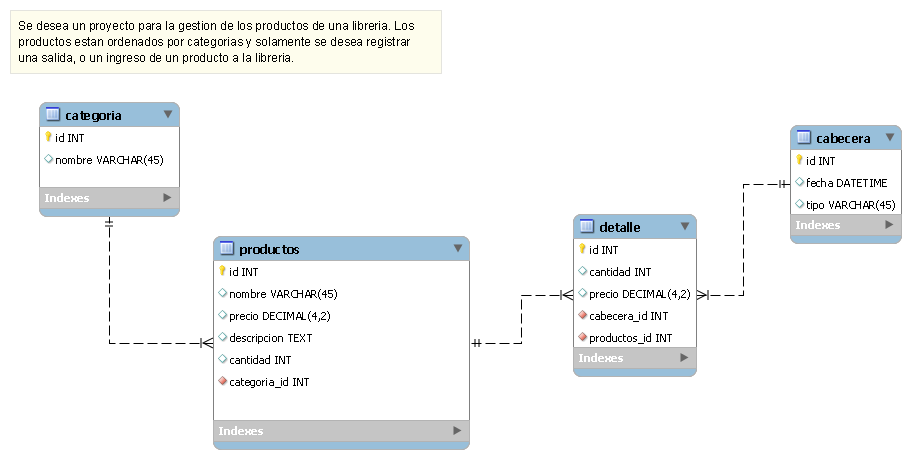 Se desea un proyecto para la gestion de los productos de una libreria. Los
productos estan ordenados por categorias y solamente se desea registrar
una salida, o un ingreso de un producto a la libreria.
categoria
id INT
nombre VARCHAR(45)
Indexes
productos
id INT
nombre VARCHAR(45)
precio DECIMAL(4,2)
descripcion TEXT
cantidad INT
categoria_id INT
Indexes
detalle
id INT
cantidad INT
precio DECIMAL(4,2)
cabecera_id INT
productos_id INT
Indexes
cabecera
id INT
fecha DATETIME
tipo VARCHAR(45)
Indexes